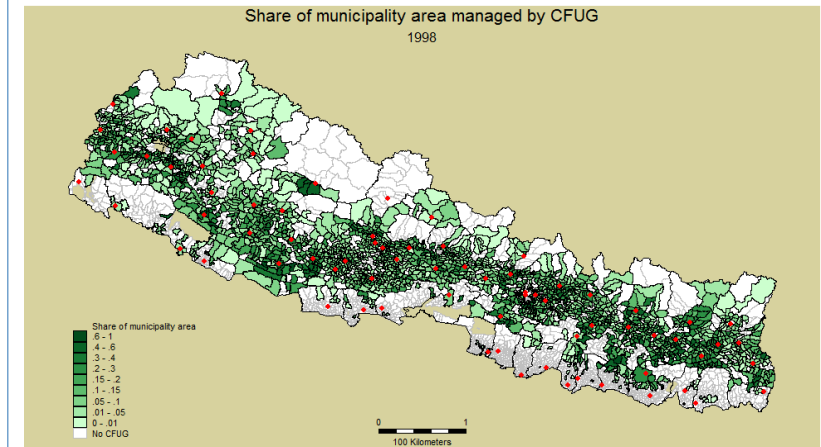 Share of municipality area managed by CFUG
1998
Share of municipality area
.6 - 1
.4 - .6
.3 - .4
.2 - .3
.15 - .2
.1 - .15
.05 - .1
.01 - .05
0 - .01
No CFUG
0 1
100 Kilometers